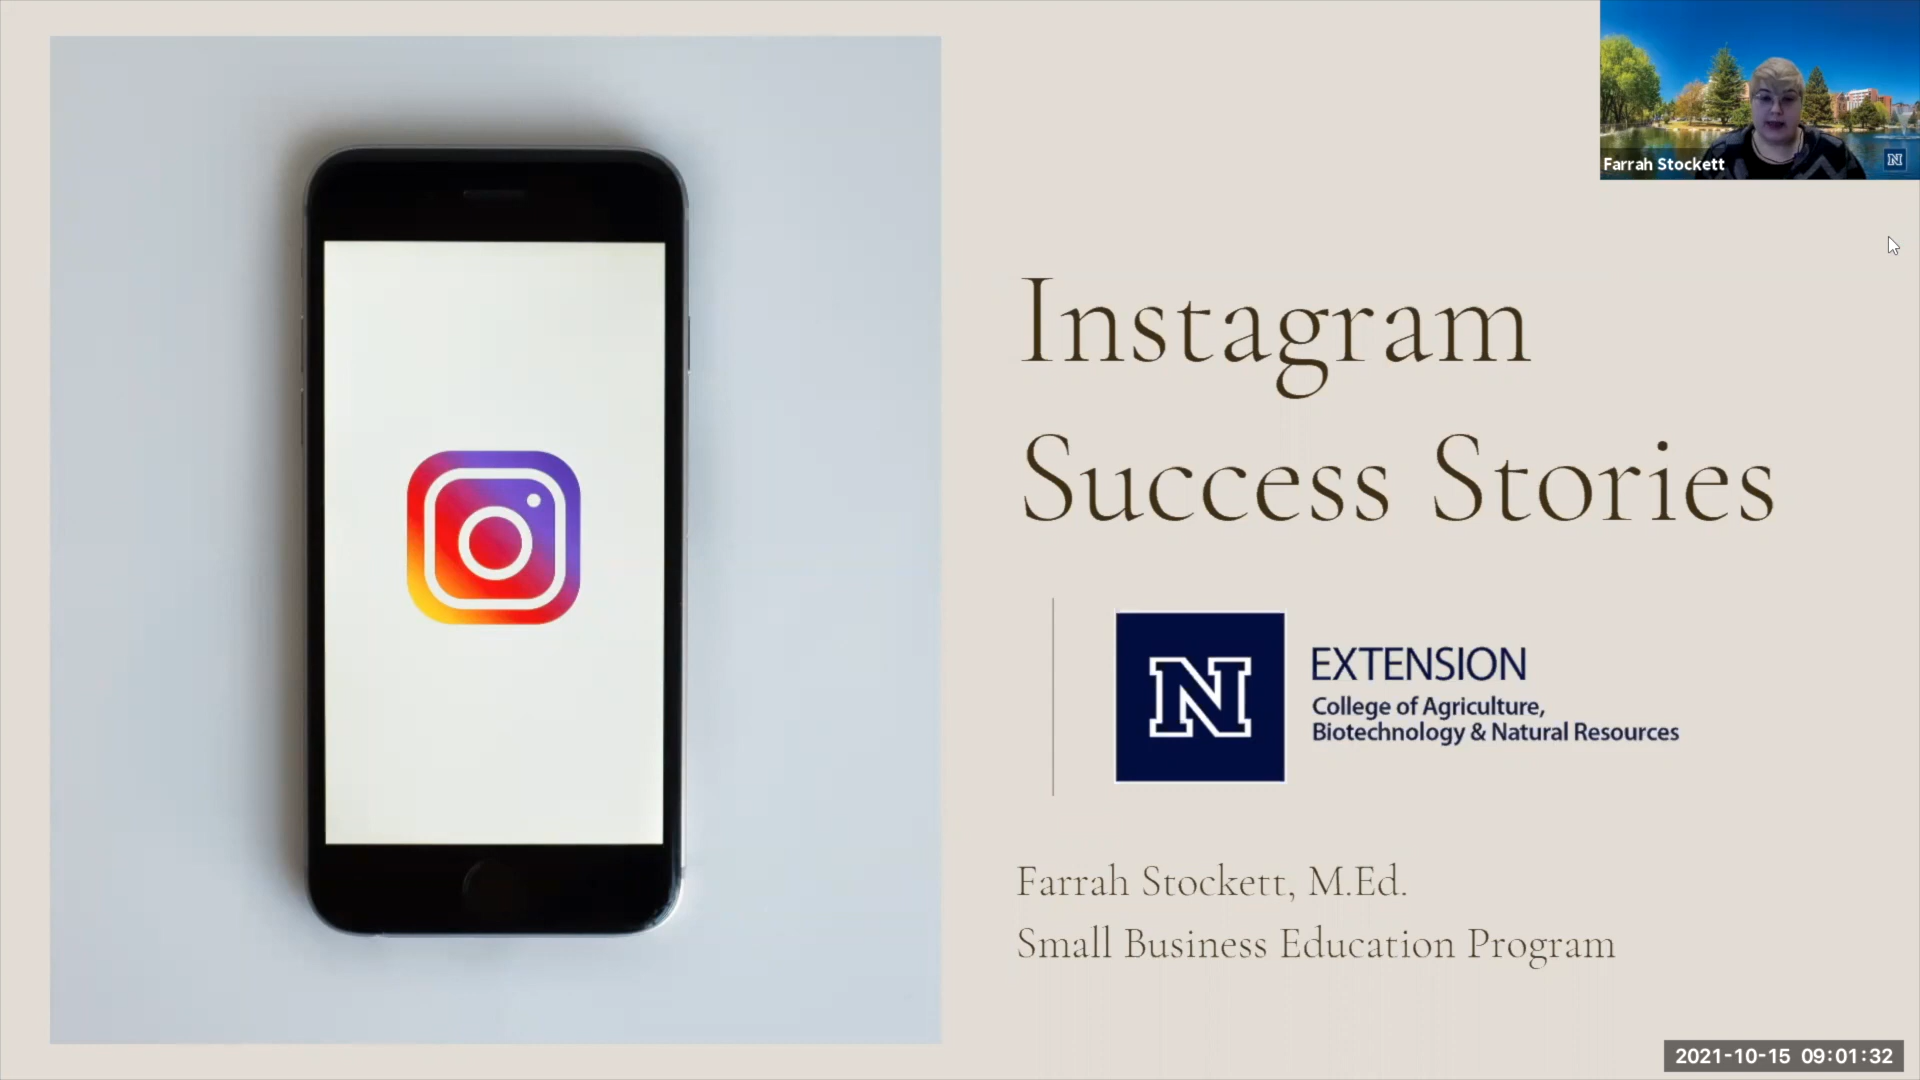 Farrah Stockett
N
Instagram
Success Stories
N
EXTENSION
College of Agriculture,
Biotechnology & Natural Resources
Farrah Stockett, M.Ed.
Small Business Education Program
2021-10-15 09:01:32